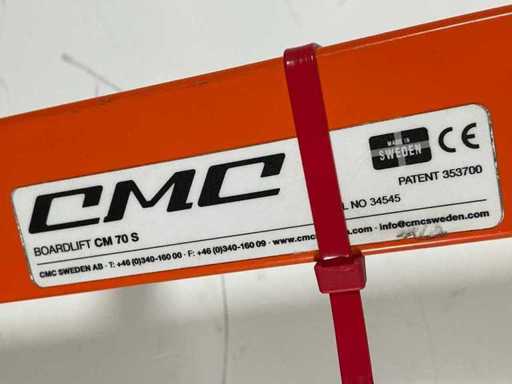 CMC
MADE IN
SWEDEN
CE
PATENT 353700
BOARDLIFT CM 70 S
L NO 34545
CMC SWEDEN AB · T: +46 (0)340-160 00 · F: +46 (0)340-160 09 · www.cmc n.com · info@cmcsweden.com